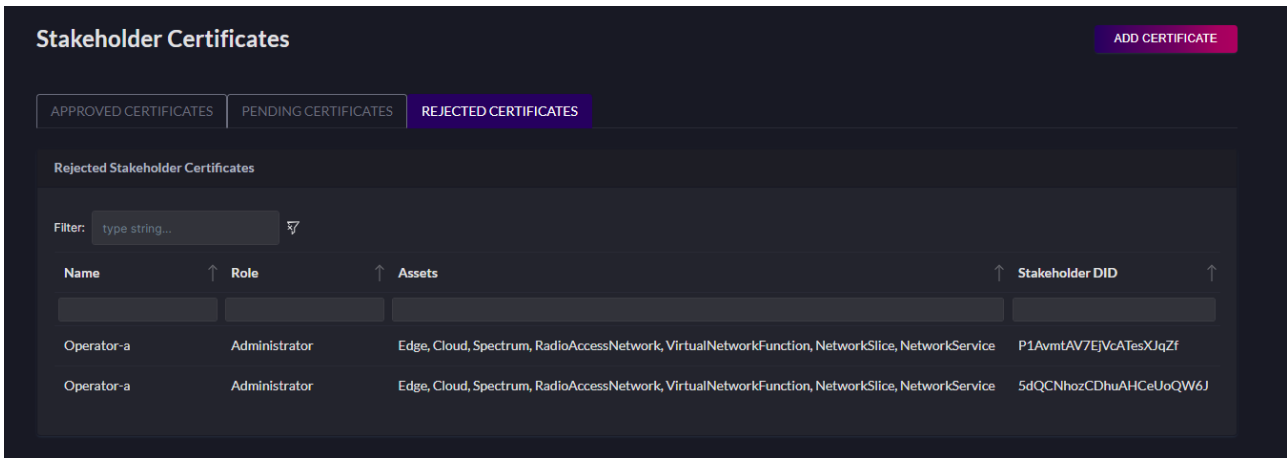 Stakeholder Certificates
ADD CERTIFICATE
APPROVED CERTIFICATES PENDING CERTIFICATES REJECTED CERTIFICATES
Rejected Stakeholder Certificates
Filter: type string...
Name Role Assets Stakeholder DID
Operator-a Administrator Edge, Cloud, Spectrum, RadioAccessNetwork, VirtualNetworkFunction, NetworkSlice, NetworkService P1AvmtAV7EjVcATesXJqZf
Operator-a Administrator Edge, Cloud, Spectrum, RadioAccessNetwork, VirtualNetworkFunction, NetworkSlice, NetworkService 5dQCNhozCDhuAHCeUoQW6J